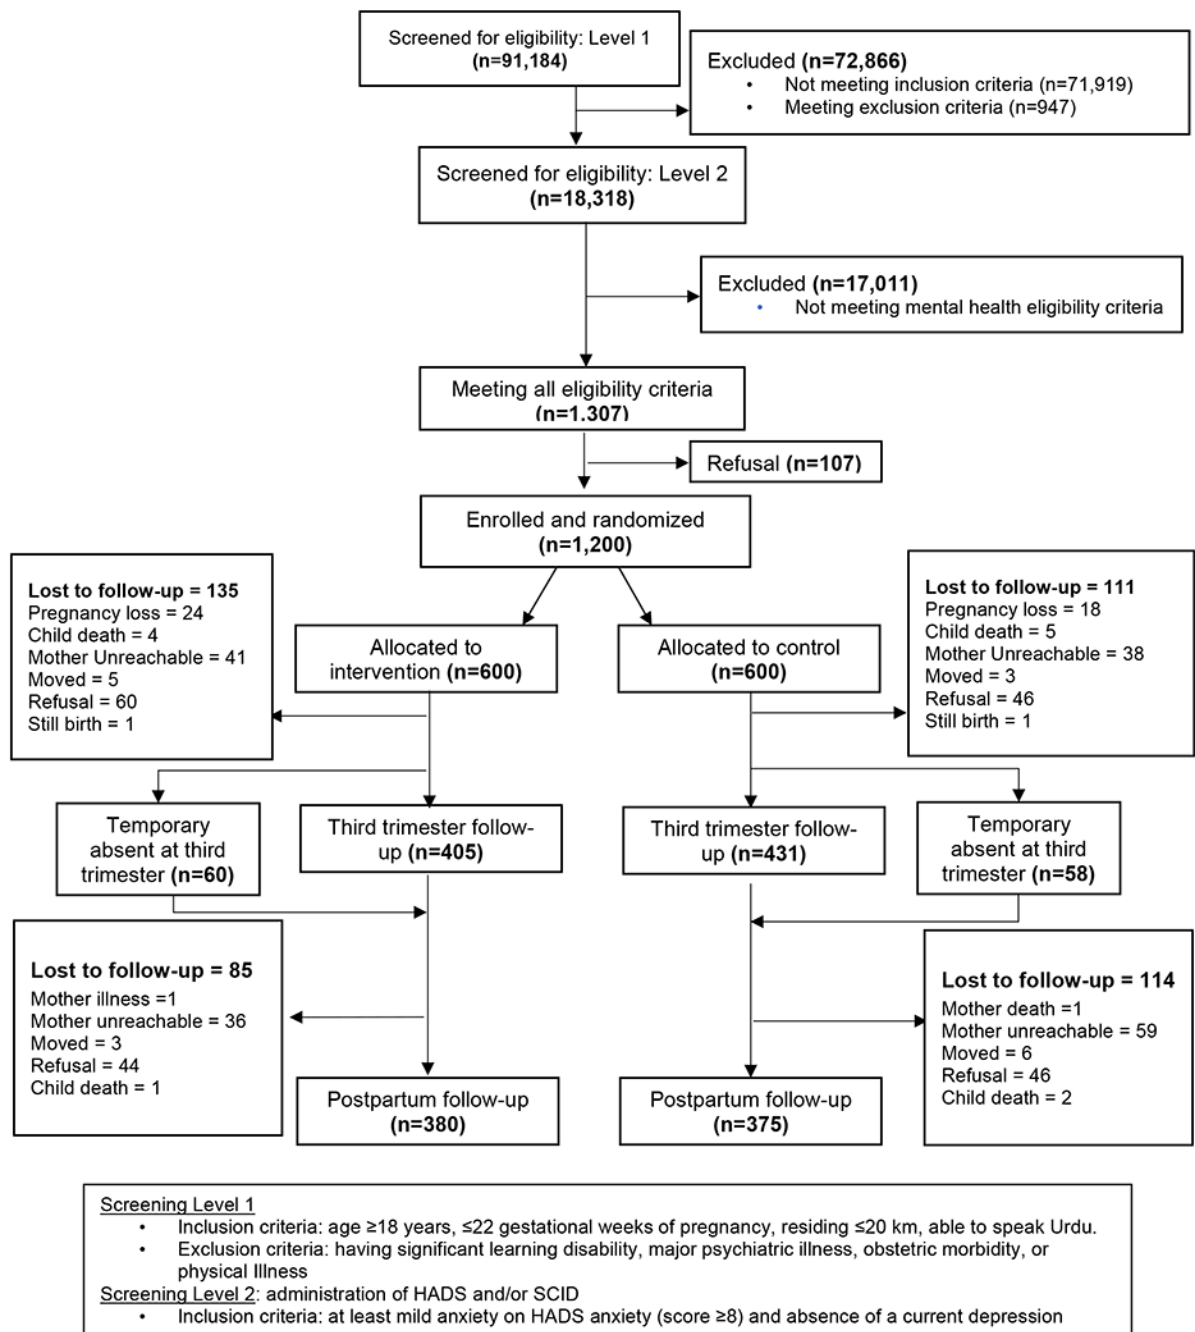 Screened for eligibility: Level 1
(n=91,184)
Excluded (n=72,866)
• Not meeting inclusion criteria (n=71,919)
• Meeting exclusion criteria (n=947)
Screened for eligibility: Level 2
(n=18,318)
Excluded (n=17,011)
• Not meeting mental health eligibility criteria
Meeting all eligibility criteria
(n=1.307)
Refusal (n=107)
Enrolled and randomized
(n=1,200)
Lost to follow-up = 135
Pregnancy loss = 24
Child death = 4
Mother Unreachable = 41
Moved = 5
Refusal = 60
Still birth = 1
Allocated to
intervention (n=600)
Allocated to control
(n=600)
Lost to follow-up = 111
Pregnancy loss = 18
Child death = 5
Mother Unreachable = 38
Moved = 3
Refusal = 46
Still birth = 1
Temporary
absent at third
trimester (n=60)
Third trimester follow-
up (n=405)
Third trimester follow-
up (n=431)
Temporary
absent at third
trimester (n=58)
Lost to follow-up = 85
Mother illness =1
Mother unreachable = 36
Moved = 3
Refusal = 44
Child death = 1
Postpartum follow-up
(n=380)
Postpartum follow-up
(n=375)
Lost to follow-up = 114
Mother death =1
Mother unreachable = 59
Moved = 6
Refusal = 46
Child death = 2
Screening Level 1
• Inclusion criteria: age ≥18 years, ≤22 gestational weeks of pregnancy, residing ≤20 km, able to speak Urdu.
• Exclusion criteria: having significant learning disability, major psychiatric illness, obstetric morbidity, or
physical Illness
Screening Level 2: administration of HADS and/or SCID
• Inclusion criteria: at least mild anxiety on HADS anxiety (score ≥8) and absence of a current depression